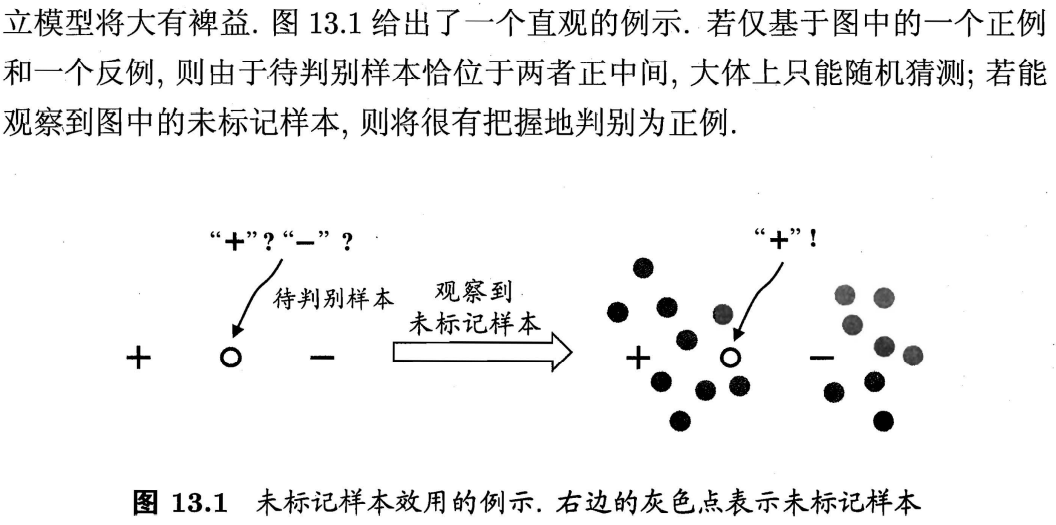 立模型将大有裨益. 图 13.1 给出了一个直观的例示. 若仅基于图中的一个正例
和一个反例, 则由于待判别样本恰位于两者正中间, 大体上只能随机猜测; 若能
观察到图中的未标记样本, 则将很有把握地判别为正例.
“+”? “−” ?
“+” !
待判别样本
观察到
未标记样本
+
−
+
−
图 13.1 未标记样本效用的例示. 右边的灰色点表示未标记样本